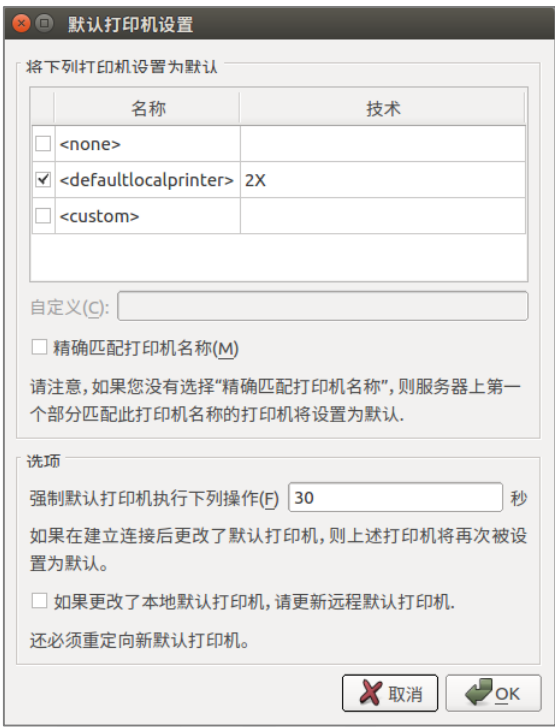 默认打印机设置
将下列打印机设置为默认
名称 技术
<none>
<defaultlocalprinter> 2X
<custom>
自定义(C):
精确匹配打印机名称(M)
请注意,如果您没有选择“精确匹配打印机名称”,则服务器上第一
个部分匹配此打印机名称的打印机将设置为默认.
选项
强制默认打印机执行下列操作(F) 30 秒
如果在建立连接后更改了默认打印机,则上述打印机将再次被设
置为默认。
如果更改了本地默认打印机,请更新远程默认打印机.
还必须重定向新默认打印机。
取消 OK